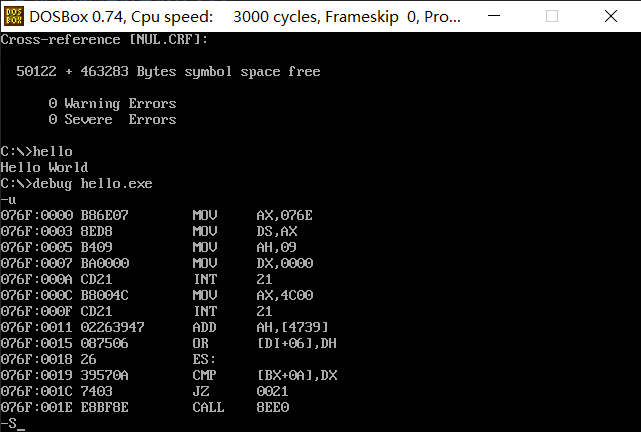 DOS BOX DOSBox 0.74, Cpu speed: 3000 cycles, Frameskip 0, Pro...
Cross-reference [NUL.CRF]:
50122 + 463283 Bytes symbol space free
0 Warning Errors
0 Severe Errors
C:\>hello
Hello World
C:\>debug hello.exe
-u
076F:0000 B86E07 MOV AX,076E
076F:0003 8ED8 MOV DS,AX
076F:0005 B409 MOV AH,09
076F:0007 BA0000 MOV DX,0000
076F:000A CD21 INT 21
076F:000C B8004C MOV AX,4C00
076F:000F CD21 INT 21
076F:0011 02263947 ADD AH,[4739]
076F:0015 087506 OR [DI+06],DH
076F:0018 26 ES:
076F:0019 39570A CMP [BX+0A],DX
076F:001C 7403 JZ 0021
076F:001E E8BF8E CALL 8EE0
-S_